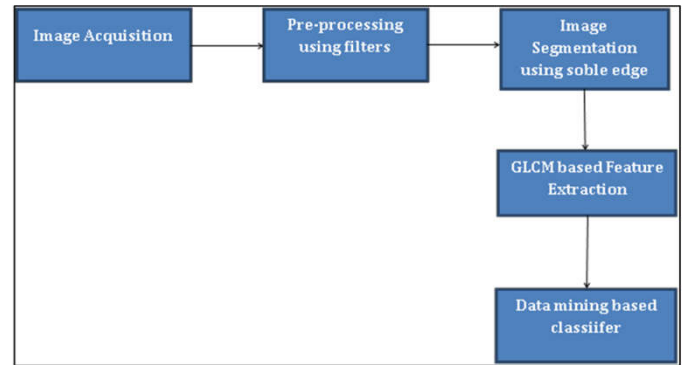 Image Acquisition
Pre-processing
using filters
Image
Segmentation
using soble edge
GLCM based Feature
Extraction
Data mining based
classiifer